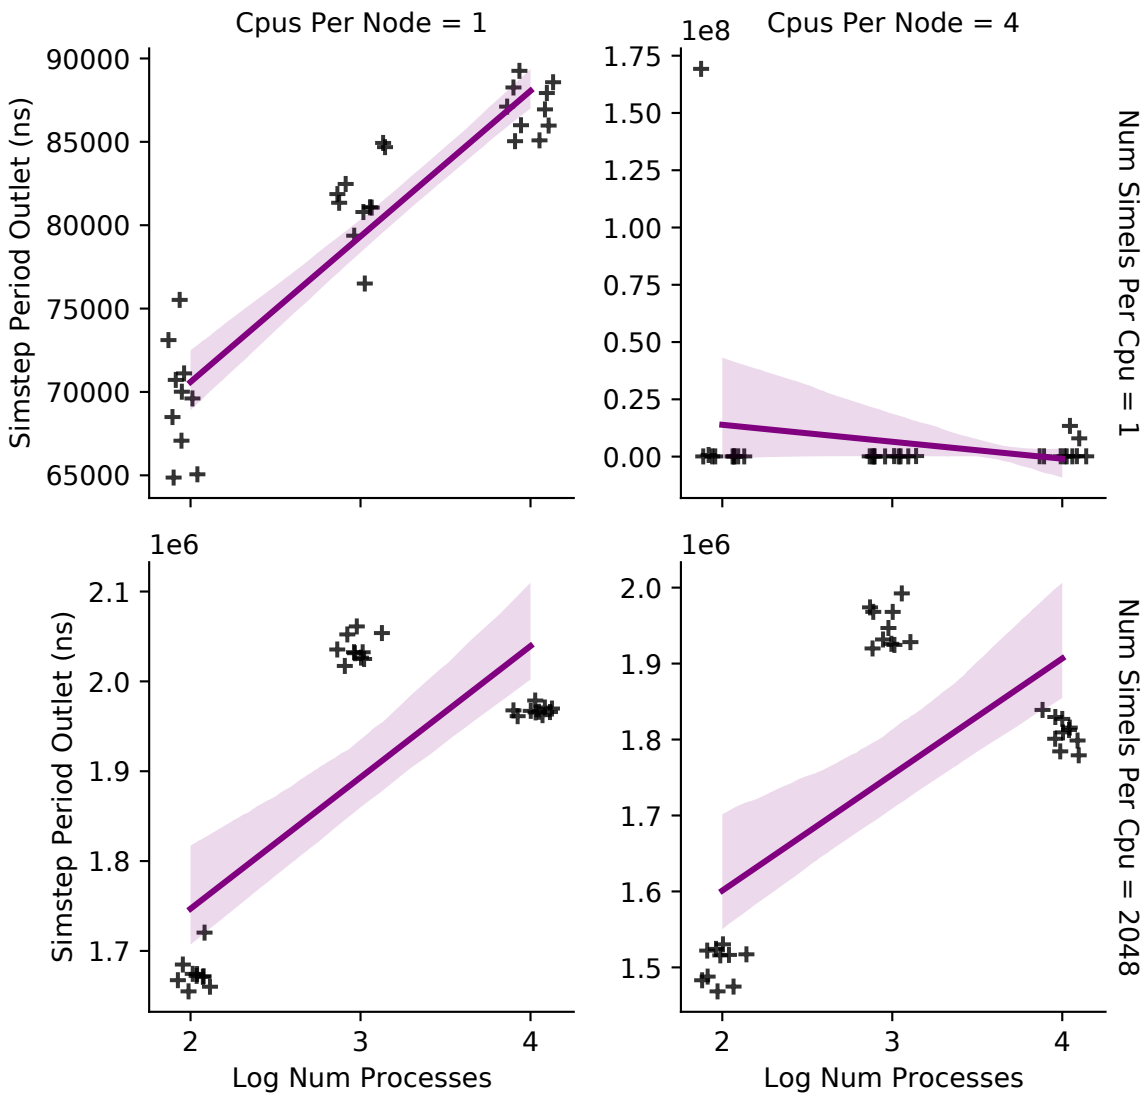 Cpus Per Node = 1
Cpus Per Node = 4
1e8
90000
85000
80000
75000
70000
65000
Simstep Period Outlet (ns)
1.75
1.50
1.25
1.00
0.75
0.50
0.25
0.00
Num Simels Per Cpu = 1
1e6
2.1
2.0
1.9
1.8
1.7
Simstep Period Outlet (ns)
2
3
4
Log Num Processes
1e6
2.0
1.9
1.8
1.7
1.6
1.5
Num Simels Per Cpu = 2048
2
3
4
Log Num Processes